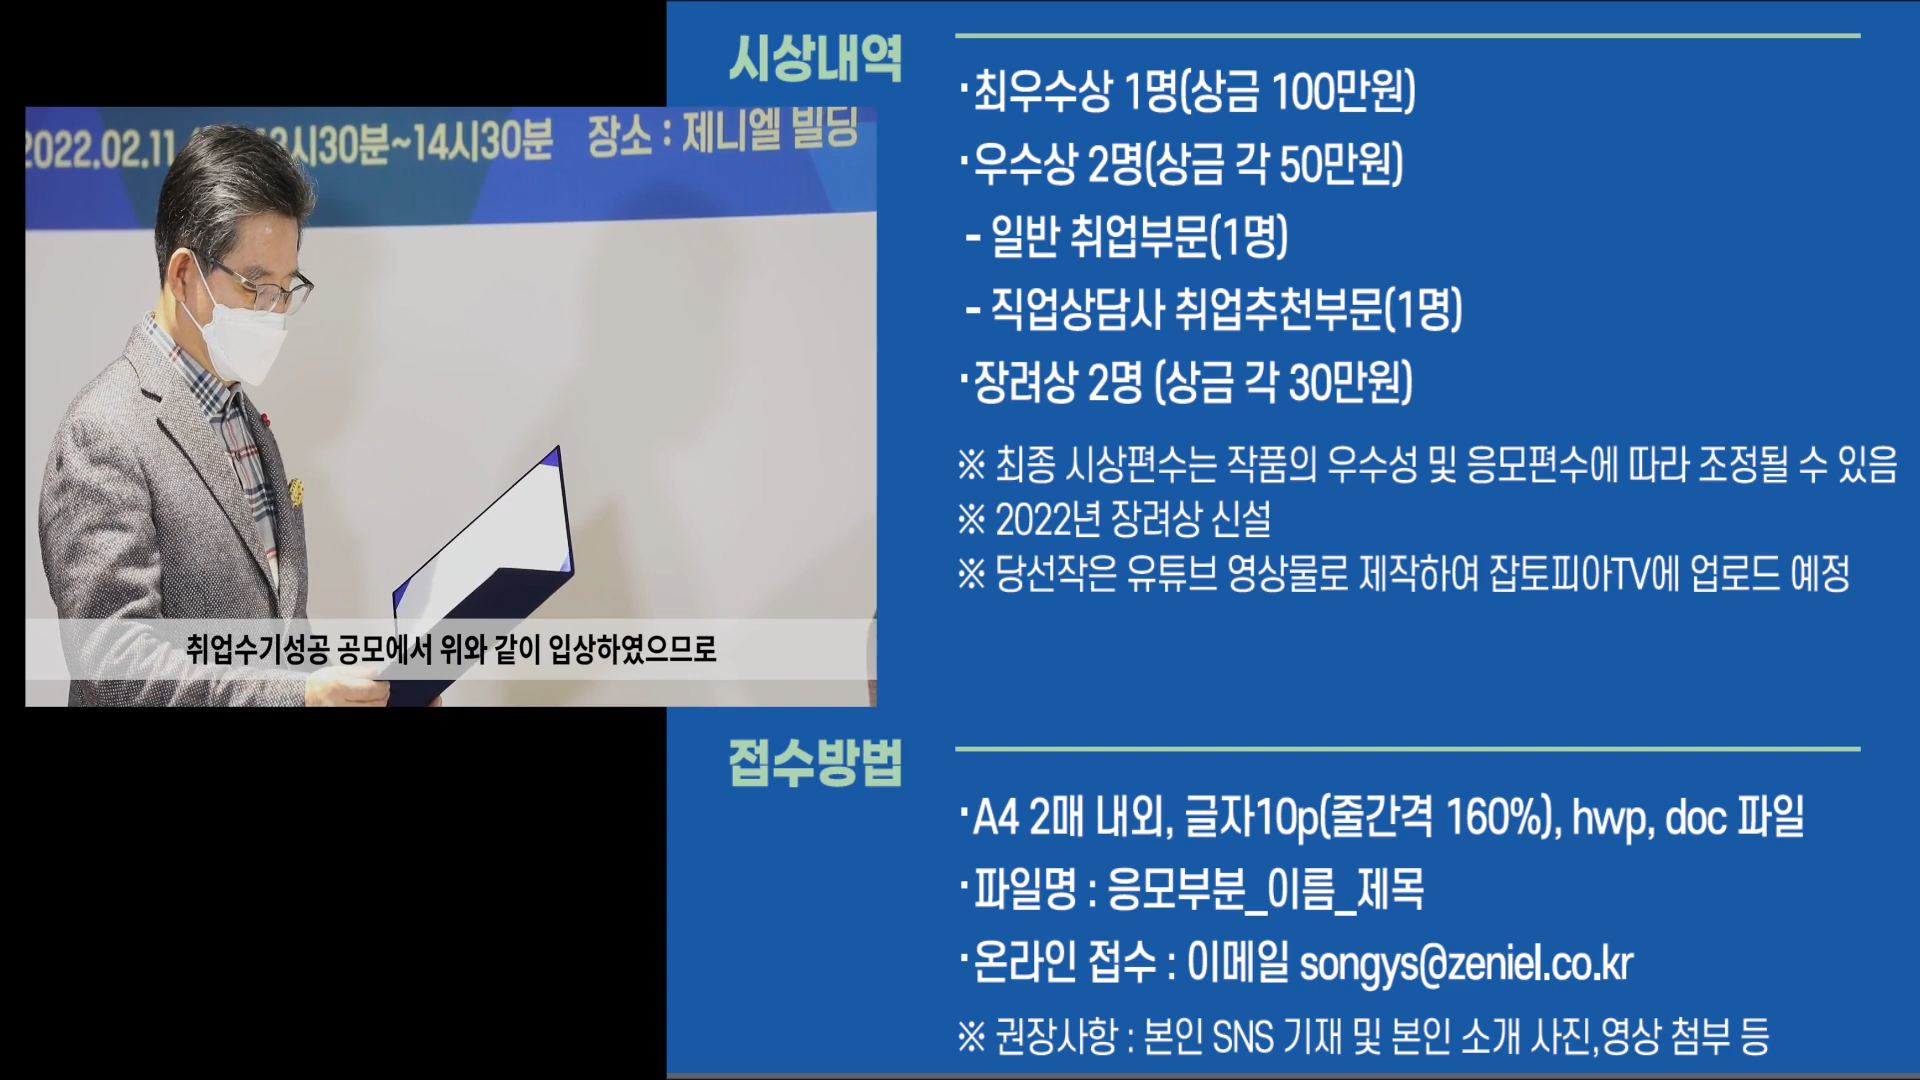 시상내역
·최우수상 1명(상금 100만원)
·우수상 2명(상금 각 50만원)
- 일반 취업부문(1명)
- 직업상담사 취업추천부문(1명)
·장려상 2명 (상금 각 30만원)
※ 최종 시상편수는 작품의 우수성 및 응모편수에 따라 조정될 수 있음
※ 2022년 장려상 신설
※ 당선작은 유튜브 영상물로 제작하여 잡토피아TV에 업로드 예정
2022.02.11 시30분~14시30분 장소 : 제니엘 빌딩
취업수기성공 공모에서 위와 같이 입상하였으므로
접수방법
·A4 2매 내외, 글자10p(줄간격 160%), hwp, doc 파일
·파일명 : 응모부분_이름_제목
·온라인 접수 : 이메일 songys@zeniel.co.kr
※ 권장사항 : 본인 SNS 기재 및 본인 소개 사진,영상 첨부 등